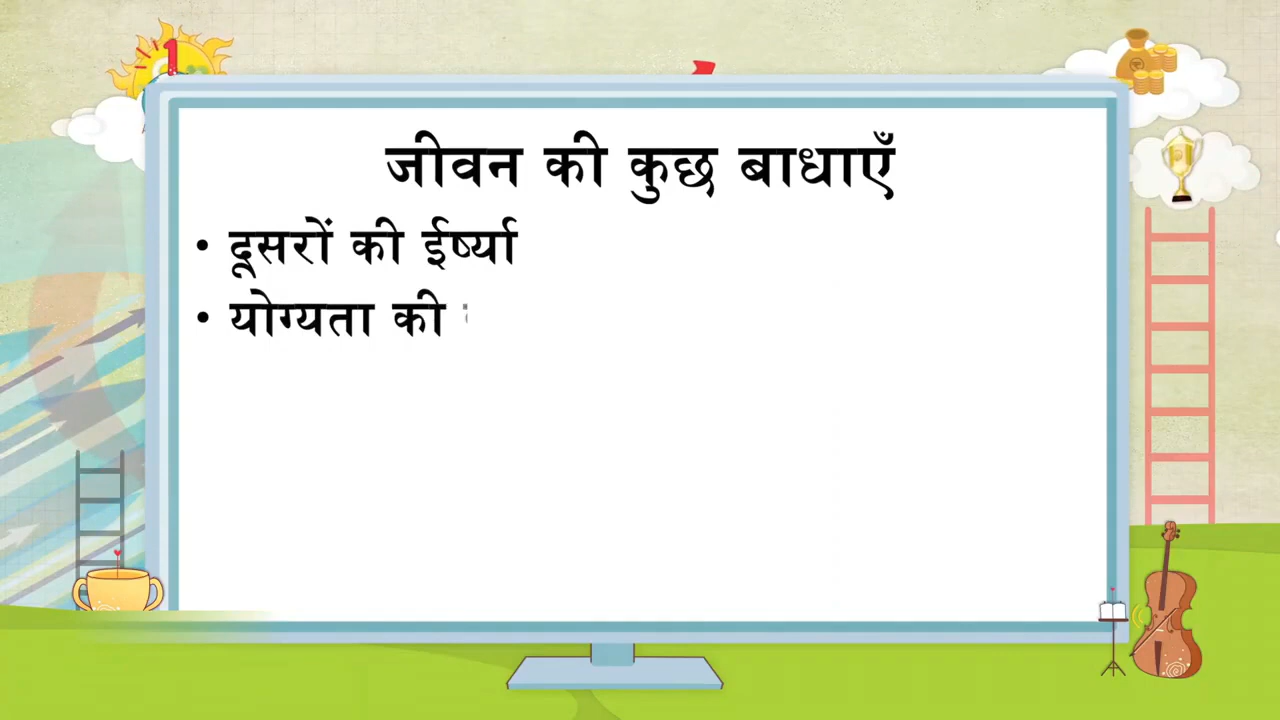 जीवन की कुछ बाधाएँ
• दूसरों की ईर्ष्या
• योग्यता की